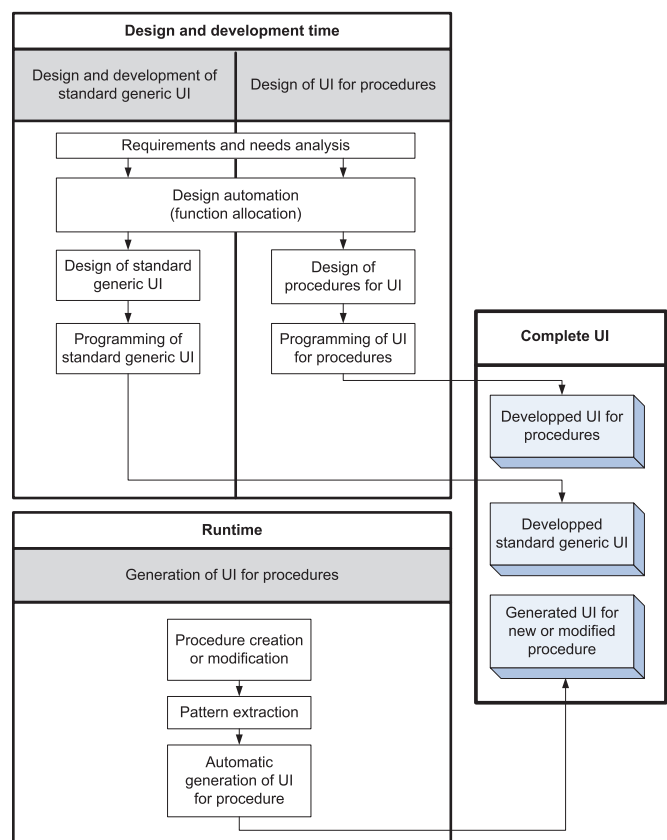 Design and development time
Design and development of
standard generic UI
Design of UI for procedures
Requirements and needs analysis
Design automation
(function allocation)
Design of standard
generic UI
Design of
procedures for UI
Programming of
standard generic UI
Programming of UI
for procedures
Complete UI
Developped UI for
procedures
Developped
standard generic UI
Generated UI for
new or modified
procedure
Runtime
Generation of UI for procedures
Procedure creation
or modification
Pattern extraction
Automatic
generation of UI
for procedure